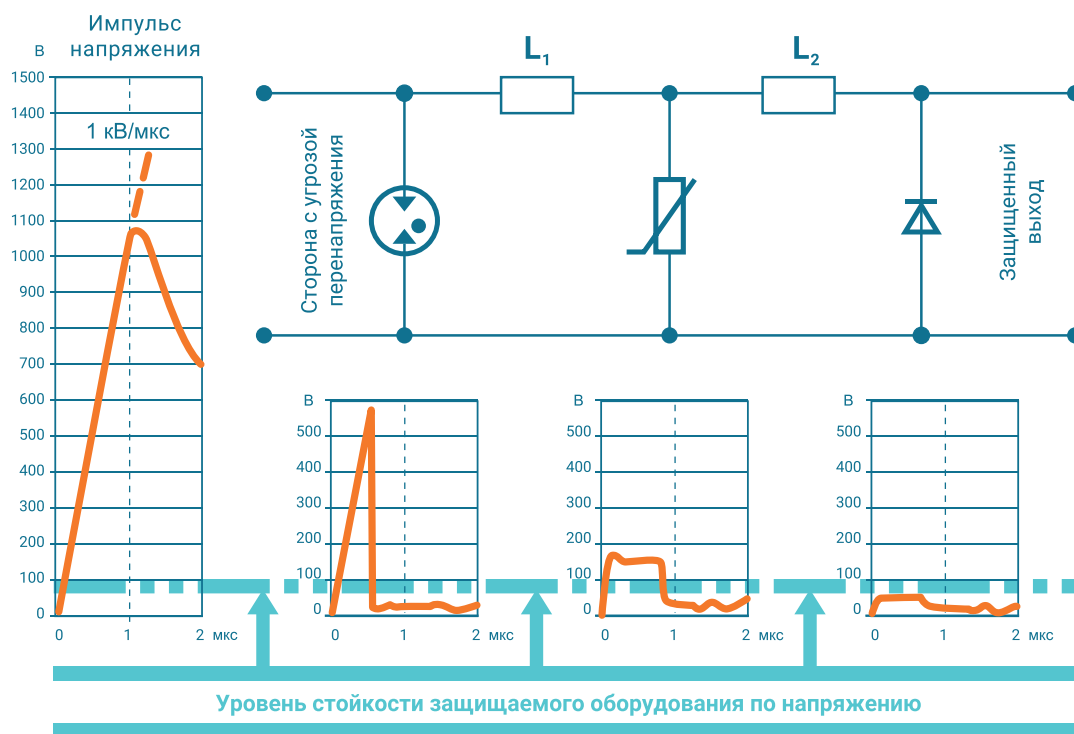 Импульс
напряжения
В
1500
1400
1 кВ/мкс
1300
1200
1100
1000
900
800
700
600
500
400
300
200
100
0
0 1 2 мкс
L1
L2
Сторона с угрозой
перенапряжения
Защищенный
выход
В
500
400
300
200
100
0
0 1 2 мкс
В
500
400
300
200
100
0
0 1 2 мкс
В
500
400
300
200
100
0
0 1 2 мкс
Уровень стойкости защищаемого оборудования по напряжению